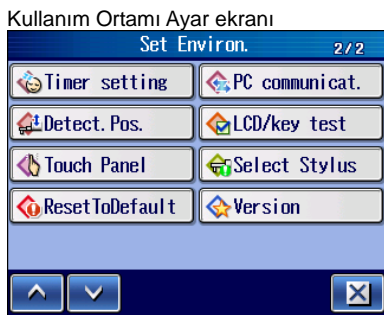 Kullanım Ortamı Ayar ekranı
Set Environ. 2/2
Timer setting PC communicat.
Detect.Pos. LCD/key test
Touch Panel Select Stylus
ResetToDefault Version